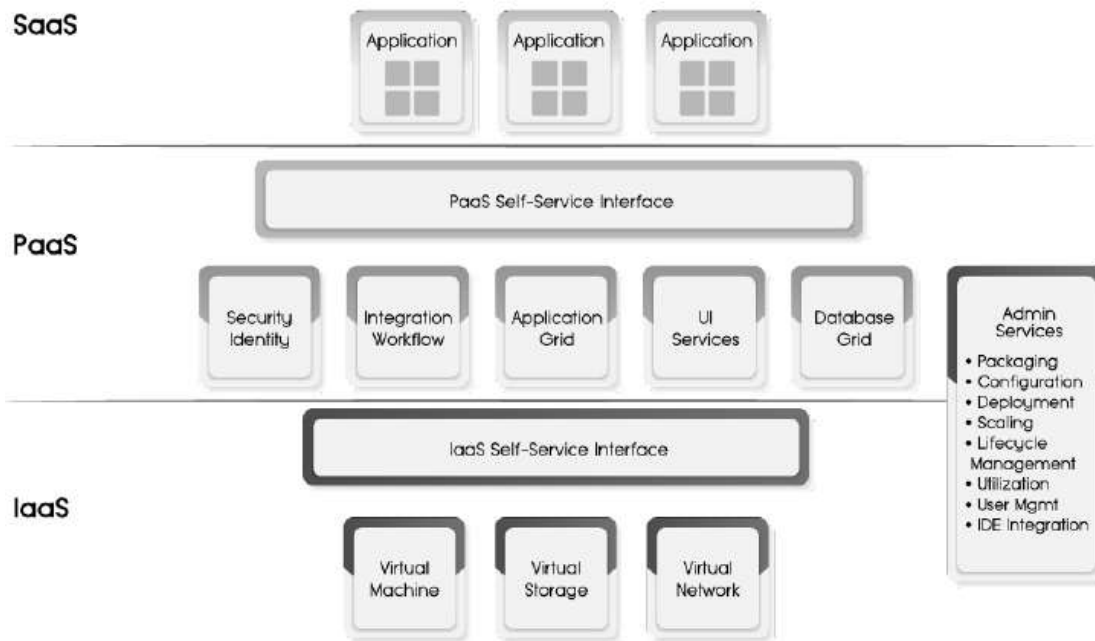 SaaS
Application
Application
Application
PaaS Self-Service Interface
PaaS
Security
Identity
Integration
Workflow
Application
Grid
UI
Services
Database
Grid
Admin
Services
• Packaging
• Configuration
• Deployment
• Scaling
• Lifecycle
Management
• Utilization
• User Mgmt
• IDE Integration
IaaS Self-Service Interface
IaaS
Virtual
Machine
Virtual
Storage
Virtual
Network